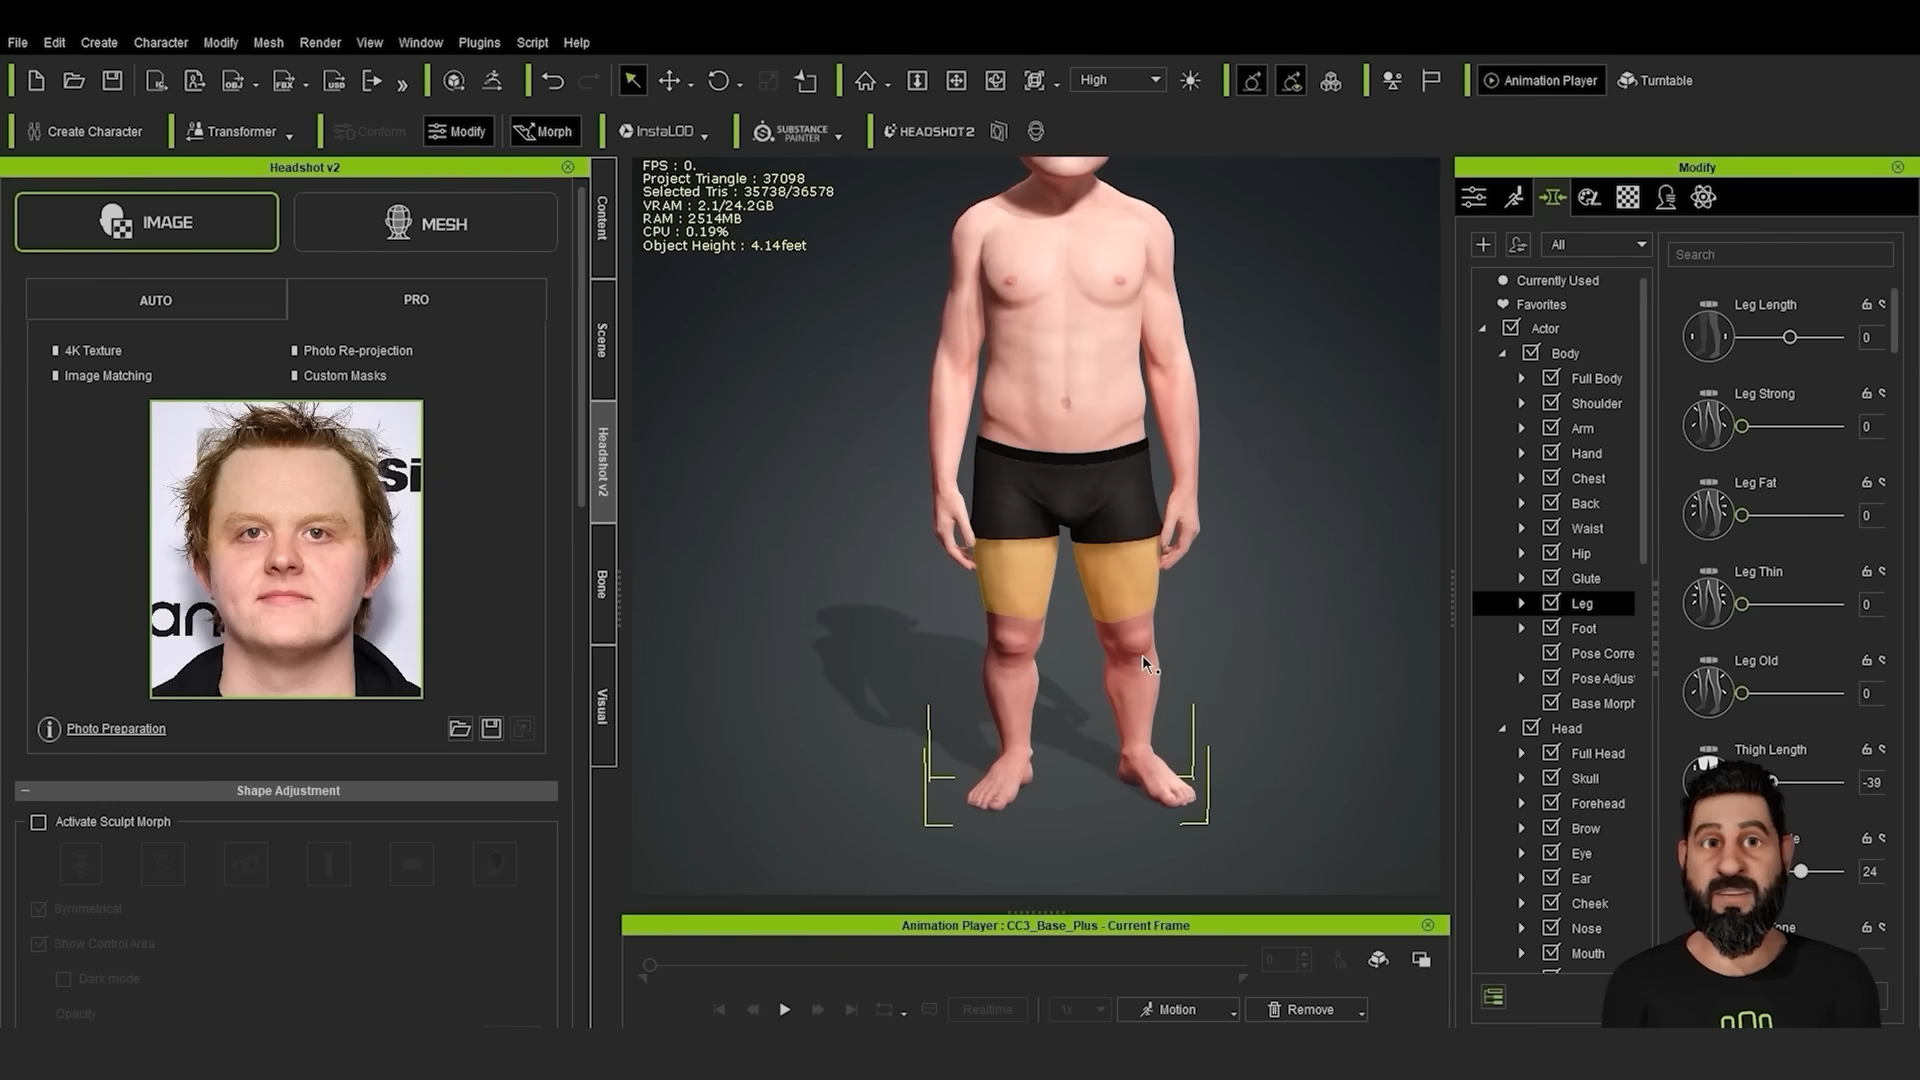 File Edit Create Character Modify Mesh Render View Window Plugins Script Help
High Animation Player Turntable
Create Character Transformer Conform Modify Morph InstaLOD SUBSTANCE PAINTER HEADSHOT 2
Headshot v2
IMAGE MESH
AUTO PRO
4K Texture Photo Re-projection
Image Matching Custom Masks
Si
an
Photo Preparation
Shape Adjustment
Activate Sculpt Morph
Symmetrical
Show Control Area
Dark mode
Opacity
Content
Scene
Headshot v2
Bone
Visual
FPS : 0.
Project Triangle : 37098
Selected Tris : 35738/36578
VRAM : 2.1/24.2GB
RAM : 2514MB
CPU : 0.19%
Object Height : 4.14feet
Animation Player : CC3_Base_Plus - Current Frame
0
Realtime 1x Motion Remove
Modify
All
Search
Currently Used
Favorites
Actor
Body
Full Body
Shoulder
Arm
Hand
Chest
Back
Waist
Hip
Glute
Leg
Foot
Pose Corre
Pose Adjus
Base Morph
Head
Full Head
Skull
Forehead
Brow
Eye
Ear
Cheek
Nose
Mouth
Leg Length
0
Leg Strong
0
Leg Fat
0
Leg Thin
0
Leg Old
0
Thigh Length
-39
24